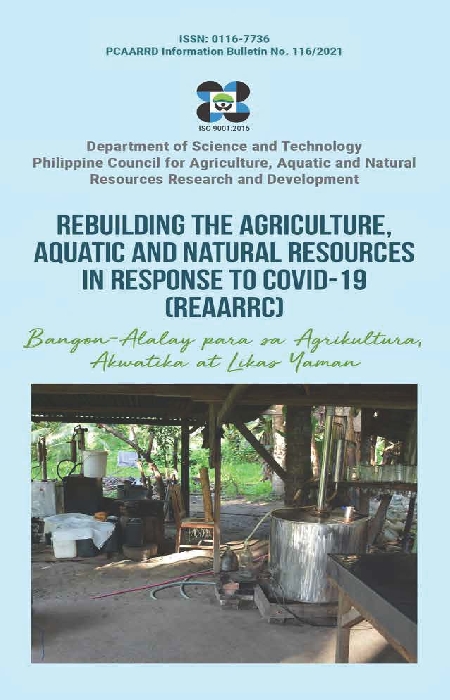 ISSN: 0116-7736
PCAARRD Information Bulletin No. 116/2021
ISO 9001:2015
Department of Science and Technology
Philippine Council for Agriculture, Aquatic and Natural
Resources Research and Development
REBUILDING THE AGRICULTURE,
AQUATIC AND NATURAL RESOURCES
IN RESPONSE TO COVID-19
(REAARRC)
Bangon-Alalay para sa Agrikultura,
Akwatika at Likas Yaman